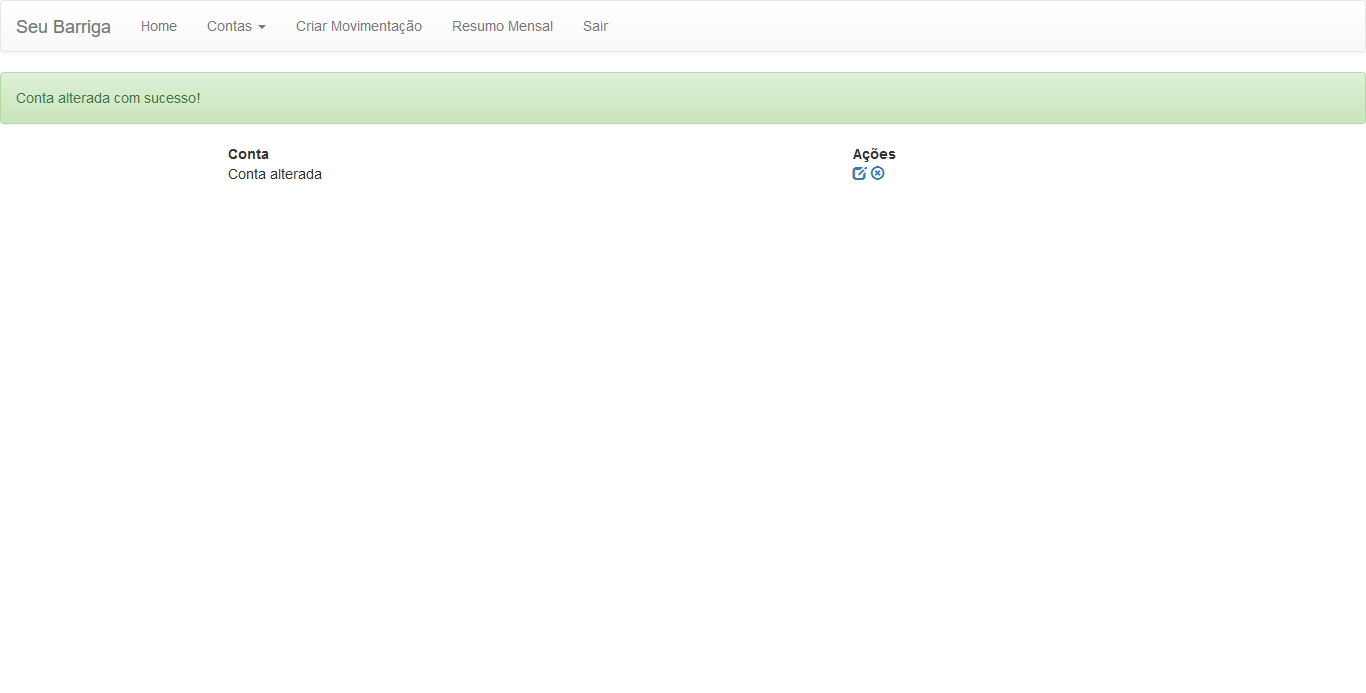 Seu Barriga Home Contas Criar Movimentação Resumo Mensal Sair
Conta alterada com sucesso!
Conta Ações
Conta alterada